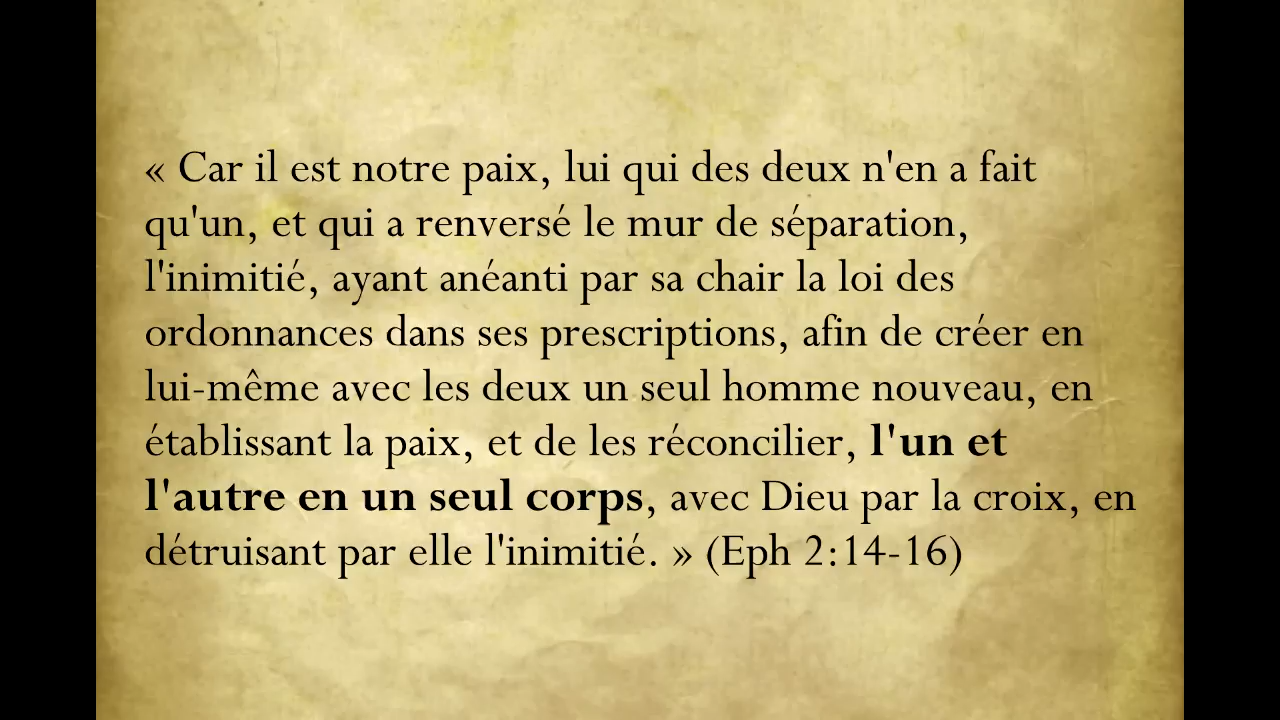 « Car il est notre paix, lui qui des deux n'en a fait
qu'un, et qui a renversé le mur de séparation,
l'inimitié, ayant anéanti par sa chair la loi des
ordonnances dans ses prescriptions, afin de créer en
lui-même avec les deux un seul homme nouveau, en
établissant la paix, et de les réconcilier, l'un et
l'autre en un seul corps, avec Dieu par la croix, en
détruisant par elle l'inimitié. » (Eph 2:14-16)